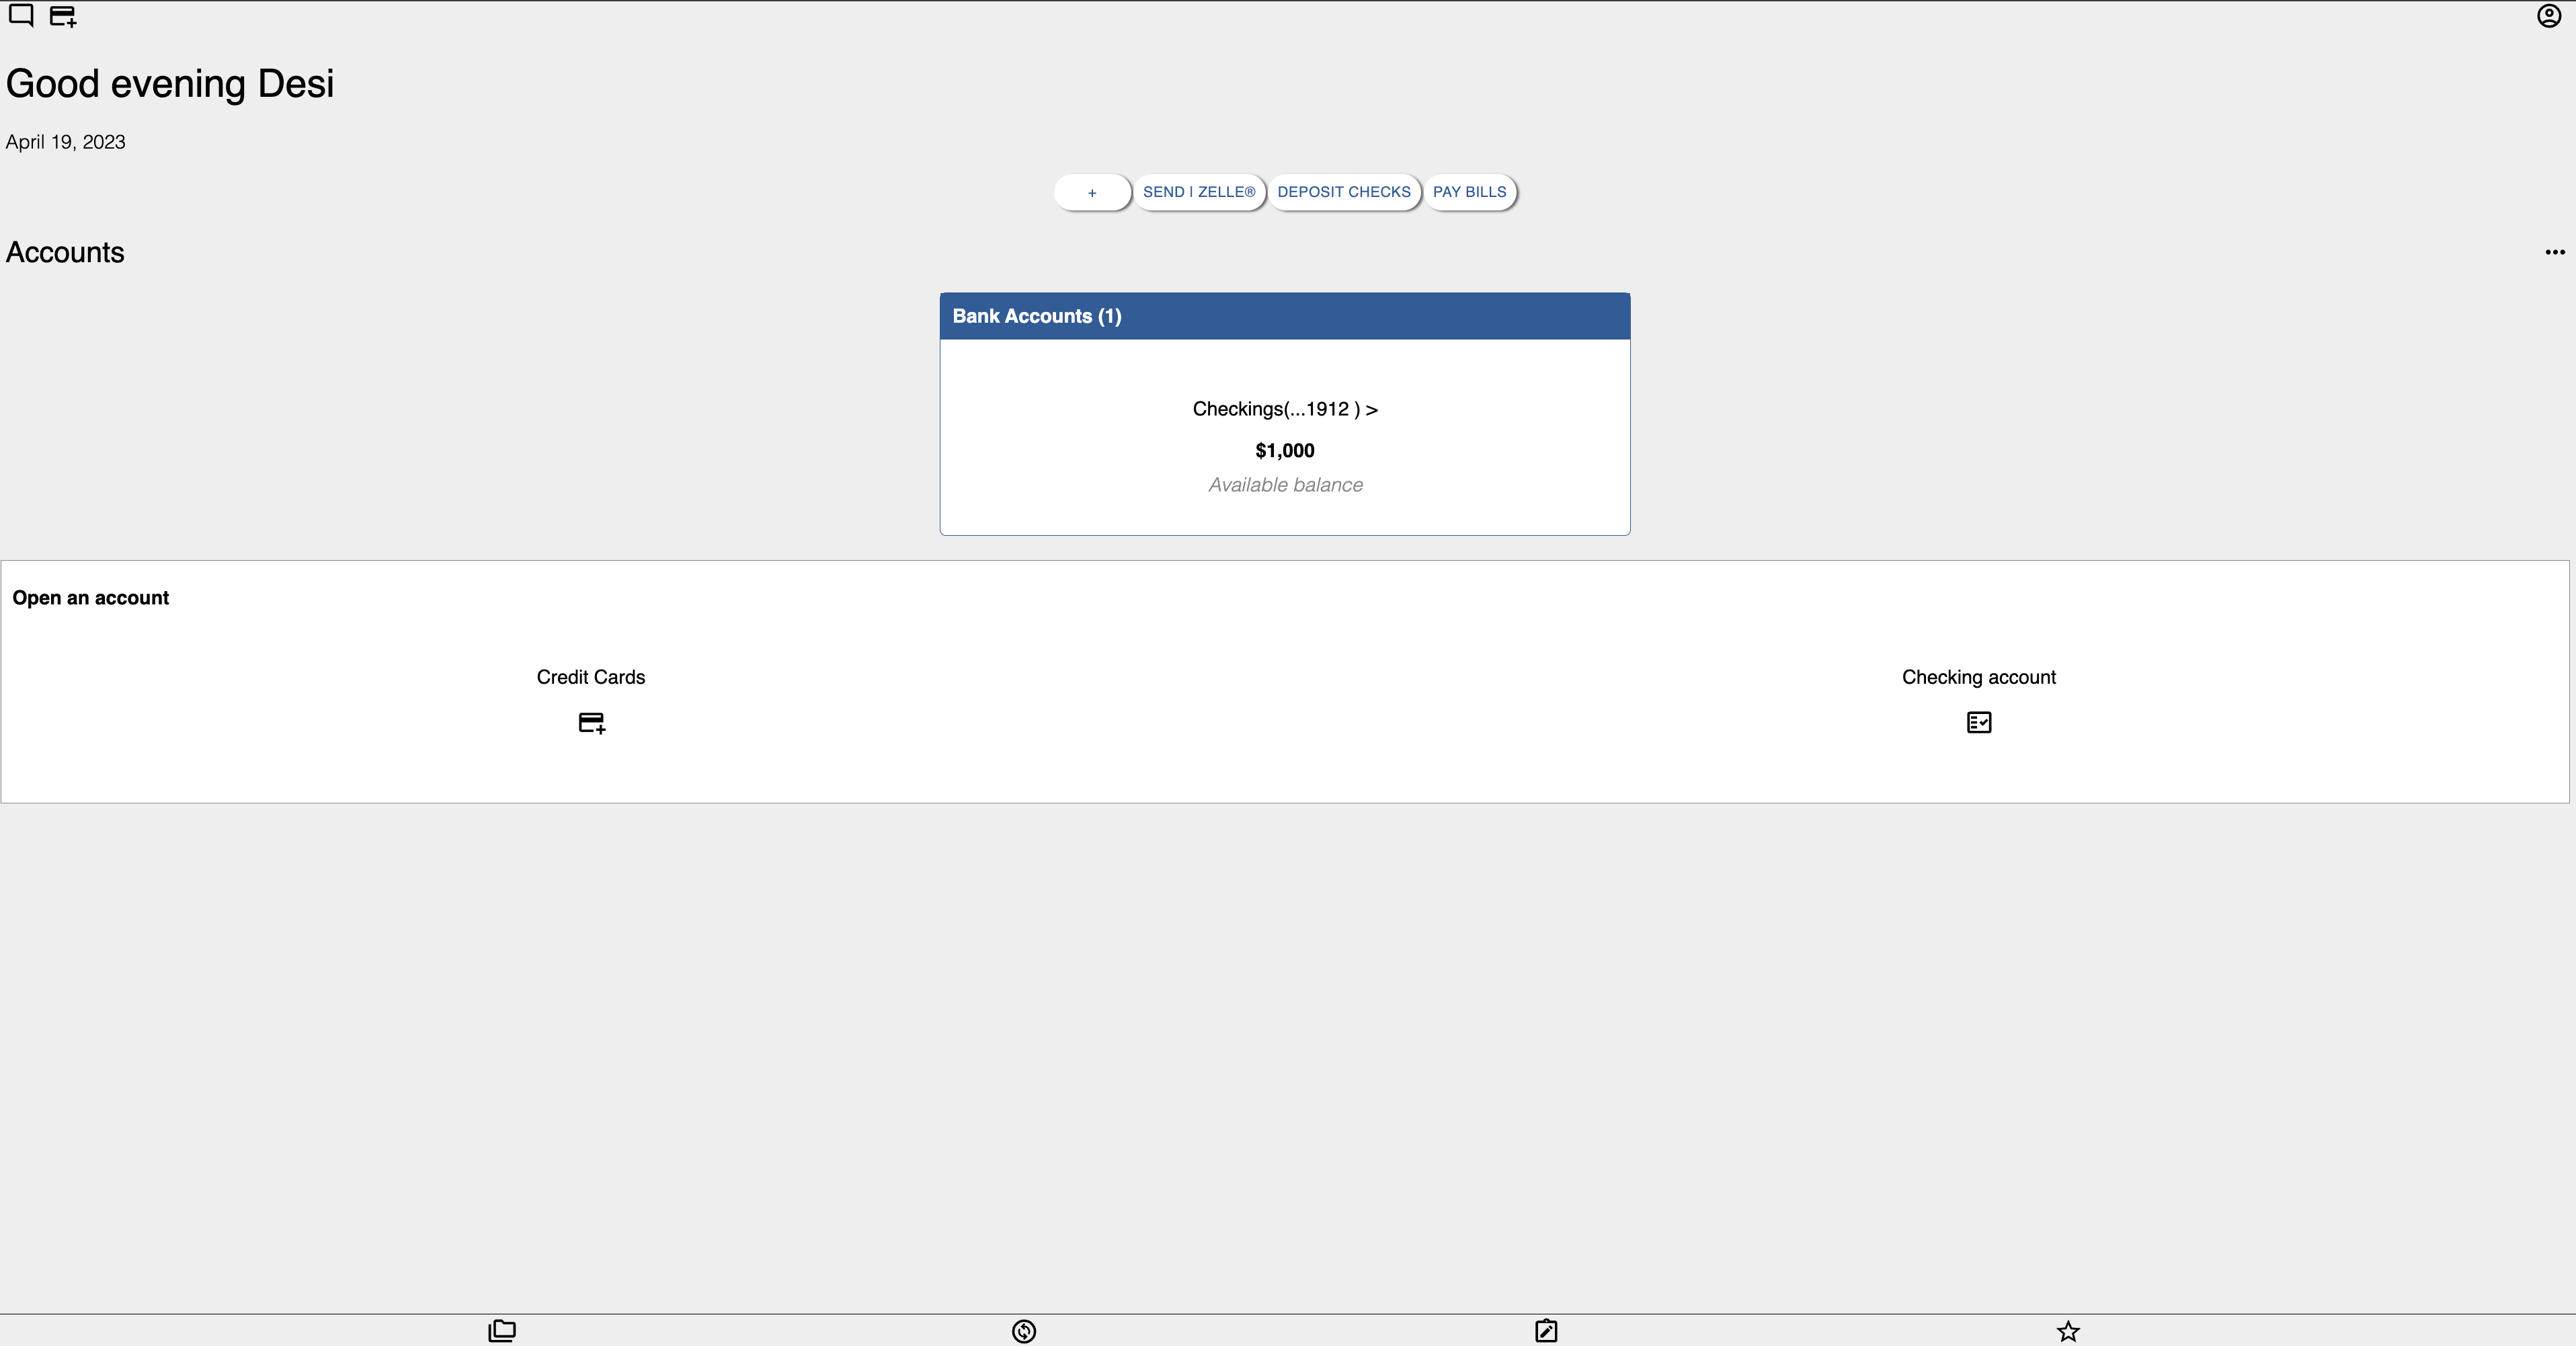 Good evening Desi
April 19, 2023
+ SEND I ZELLE® DEPOSIT CHECKS PAY BILLS
Accounts
Bank Accounts (1)
Checkings(...1912 ) >
$1,000
Available balance
Open an account
Credit Cards Checking account